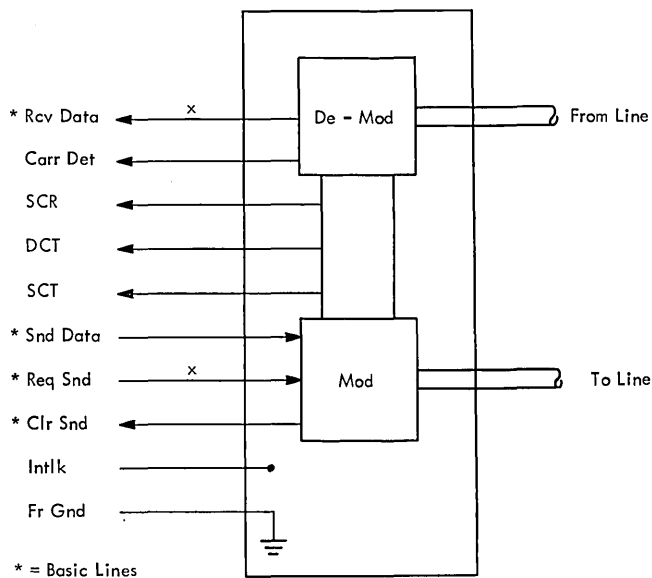 * Rcv Data x De - Mod From Line
Carr Det
SCR
DCT
SCT
* Snd Data
* Req Snd x Mod To Line
* Clr Snd
Intlk
Fr Gnd
* = Basic Lines